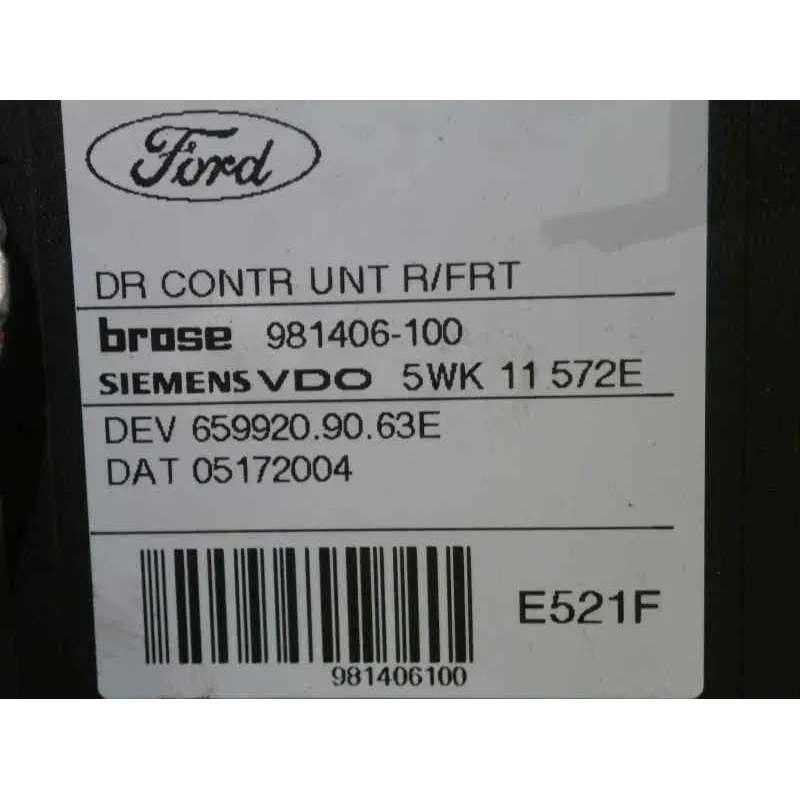 Ford
DR CONTR UNT R/FRT
brose 981406-100
SIEMENS VDO 5WK 11 572E
DEV 659920.90.63E
DAT 05172004
E521F
981406100